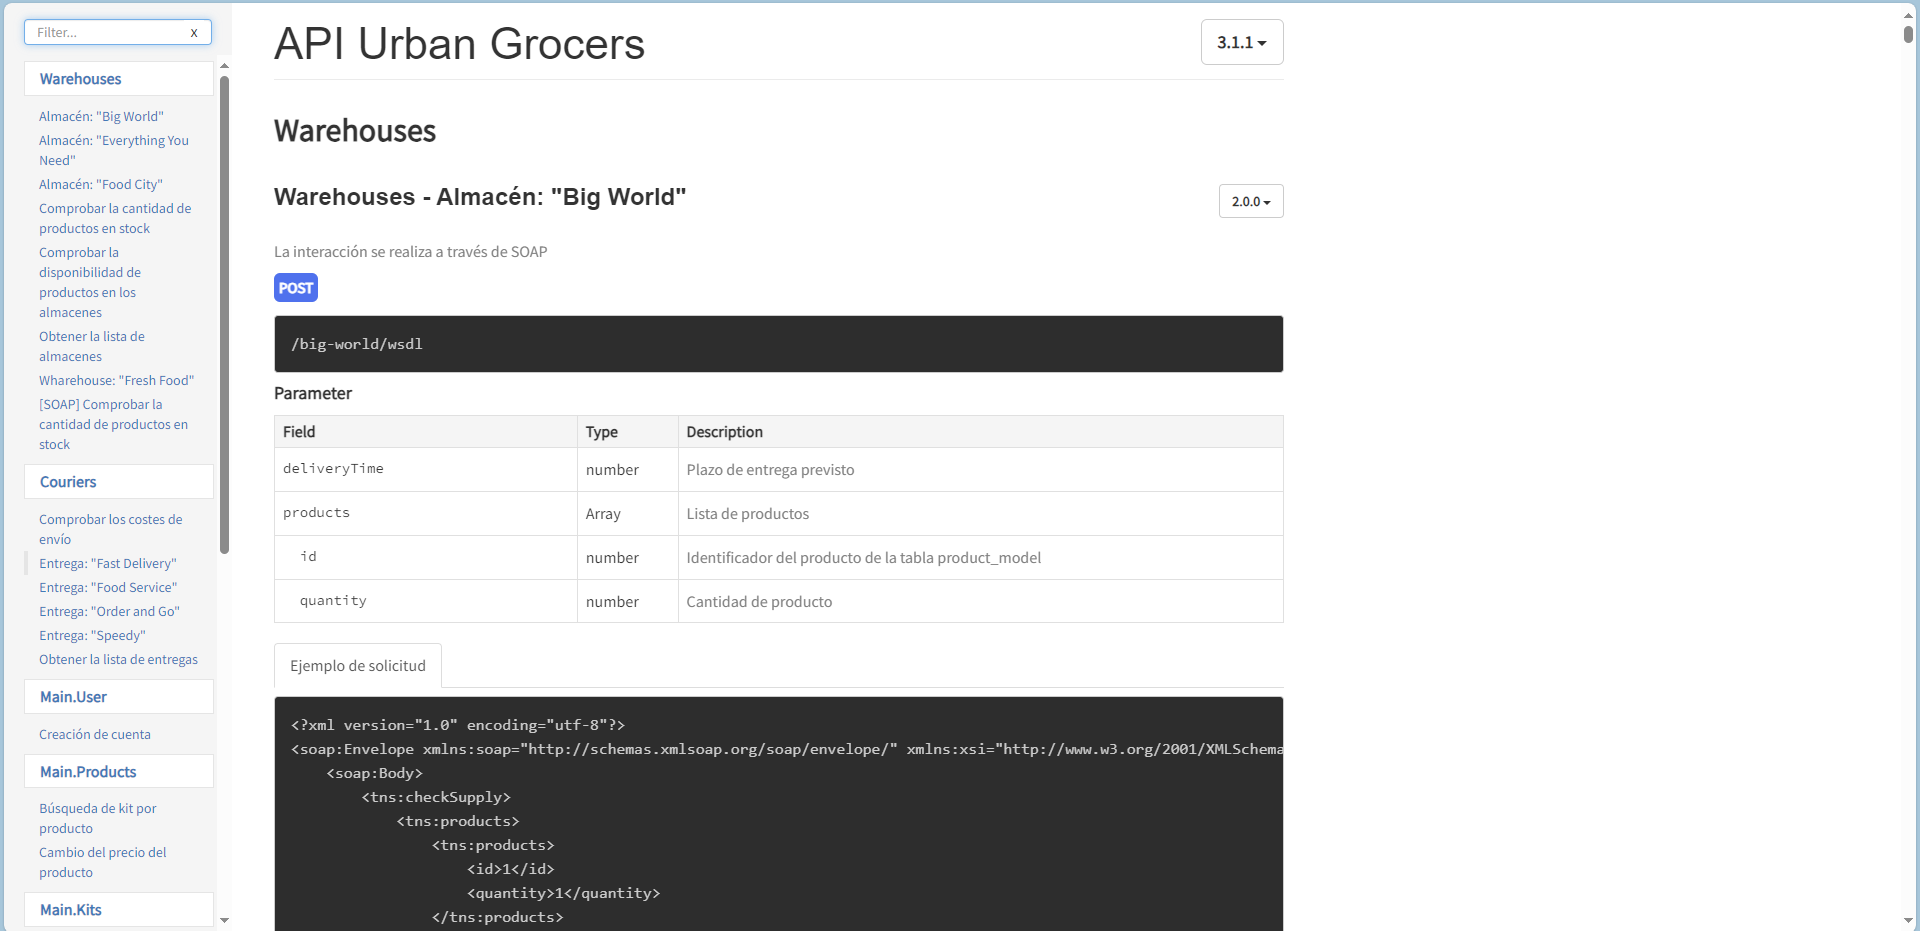 Filter...
x
Warehouses
Almacén: "Big World"
Almacén: "Everything You
Need"
Almacén: "Food City"
Comprobar la cantidad de
productos en stock
Comprobar la
disponibilidad de
productos en los
almacenes
Obtener la lista de
almacenes
Wharehouse: "Fresh Food"
[SOAP] Comprobar la
cantidad de productos en
stock
Couriers
Comprobar los costes de
envío
Entrega: "Fast Delivery"
Entrega: "Food Service"
Entrega: "Order and Go"
Entrega: "Speedy"
Obtener la lista de entregas
Main.User
Creación de cuenta
Main.Products
Búsqueda de kit por
producto
Cambio del precio del
producto
Main.Kits
API Urban Grocers
3.1.1
Warehouses
Warehouses - Almacén: "Big World"
2.0.0
La interacción se realiza a través de SOAP
POST
/big-world/wsdl
Parameter
Field Type Description
deliveryTime number Plazo de entrega previsto
products Array Lista de productos
id number Identificador del producto de la tabla product_model
quantity number Cantidad de producto
Ejemplo de solicitud
<?xml version="1.0" encoding="utf-8"?>
<soap:Envelope xmlns:soap="http://schemas.xmlsoap.org/soap/envelope/" xmlns:xsi="http://www.w3.org/2001/XMLSchema
<soap:Body>
<tns:checkSupply>
<tns:products>
<tns:products>
<id>1</id>
<quantity>1</quantity>
</tns:products>